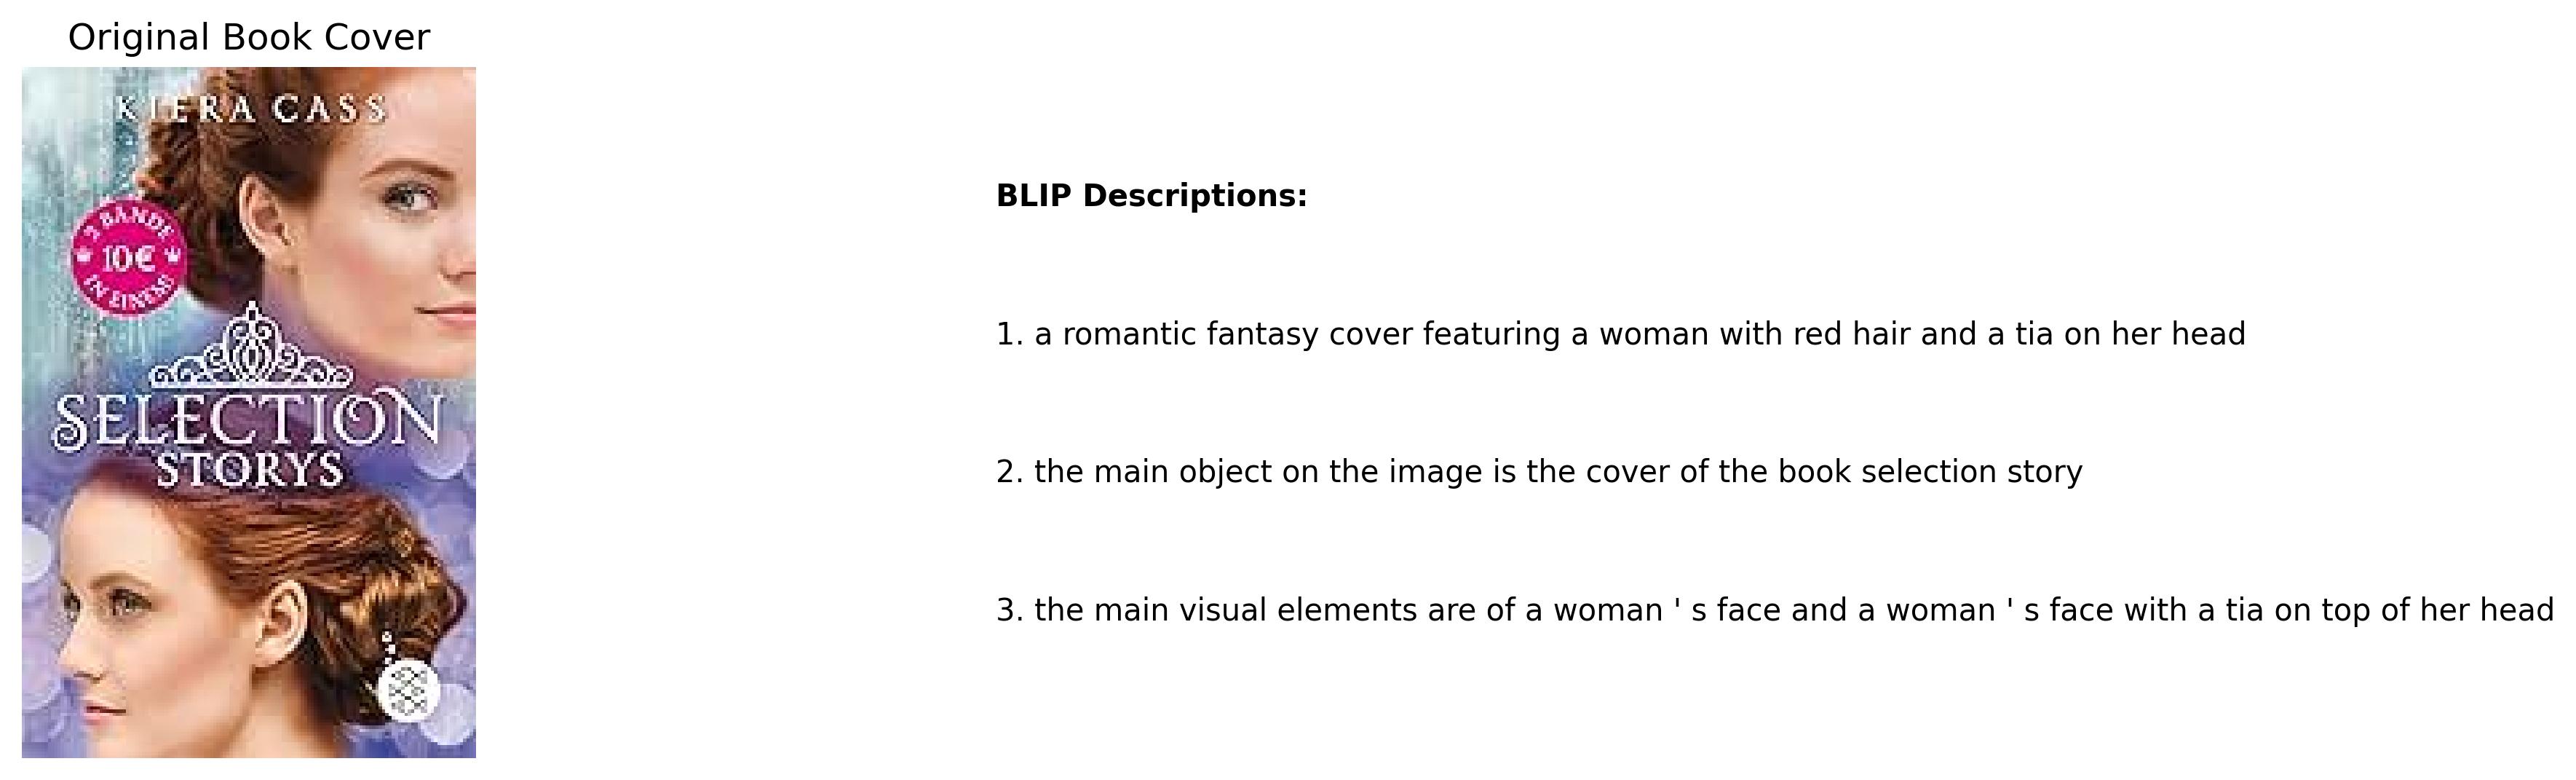 Original Book Cover
KIERA CASS
2 BÄNDE
10€
IN EINEM!
SELECTION
STORYS
BLIP Descriptions:
1. a romantic fantasy cover featuring a woman with red hair and a tia on her head
2. the main object on the image is the cover of the book selection story
3. the main visual elements are of a woman ' s face and a woman ' s face with a tia on top of her head